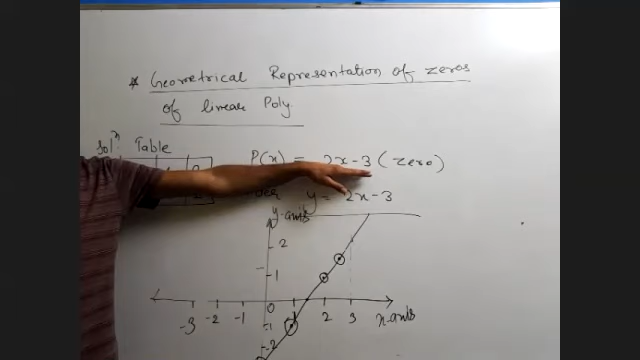 * Geometrical Representation of zeros
of linear Poly
Solⁿ: Table
P(x) = 2x-3 (zero)
y = 2x-3
y-axis
2
1
0
-3 -2 -1 1 2 3 x-axis
-1
-2